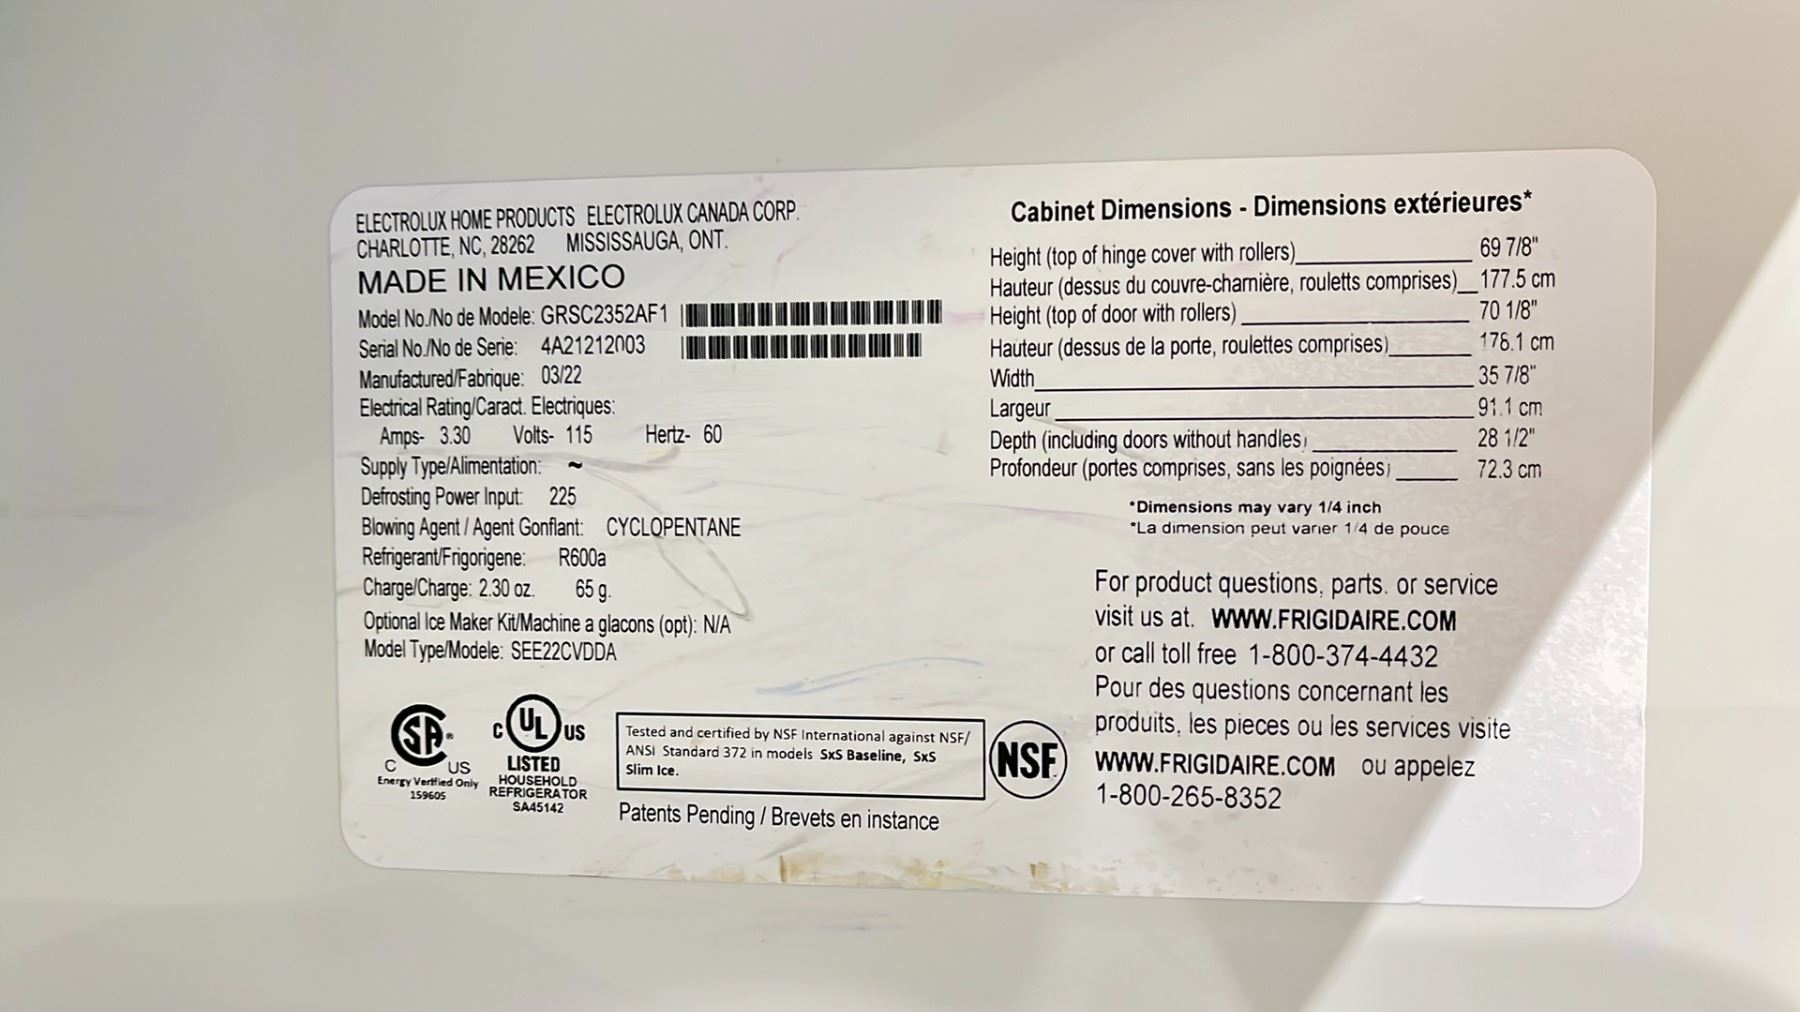 ELECTROLUX HOME PRODUCTS ELECTROLUX CANADA CORP.
CHARLOTTE, NC, 28262 MISSISSAUGA, ONT.
MADE IN MEXICO
Model No./No de Modele: GRSC2352AF1
Serial No./No de Serie: 4A21212003
Manufactured/Fabrique: 03/22
Electrical Rating/Caract. Electriques:
Amps- 3.30 Volts- 115 Hertz- 60
Supply Type/Alimentation: ~
Defrosting Power Input: 225
Blowing Agent / Agent Gonflant: CYCLOPENTANE
Refrigerant/Frigorigene: R600a
Charge/Charge: 2.30 oz. 65 g.
Optional Ice Maker Kit/Machine a glacons (opt): N/A
Model Type/Modele: SEE22CVDDA
SA
C US
Energy Verified Only
159605
C UL US
LISTED
HOUSEHOLD
REFRIGERATOR
SA45142
Tested and certified by NSF International against NSF/
ANSI Standard 372 in models SxS Baseline, SxS
Slim Ice.
NSF
Patents Pending / Brevets en instance
Cabinet Dimensions - Dimensions extérieures*
Height (top of hinge cover with rollers) 69 7/8"
Hauteur (dessus du couvre-charnière, rouletts comprises) 177.5 cm
Height (top of door with rollers) 70 1/8"
Hauteur (dessus de la porte, roulettes comprises) 178.1 cm
Width 35 7/8"
Largeur 91.1 cm
Depth (including doors without handles) 28 1/2"
Profondeur (portes comprises, sans les poignées) 72.3 cm
*Dimensions may vary 1/4 inch
*La dimension peut varier 1/4 de pouce
For product questions, parts. or service
visit us at. WWW.FRIGIDAIRE.COM
or call toll free 1-800-374-4432
Pour des questions concernant les
produits, les pieces ou les services visite
WWW.FRIGIDAIRE.COM ou appelez
1-800-265-8352